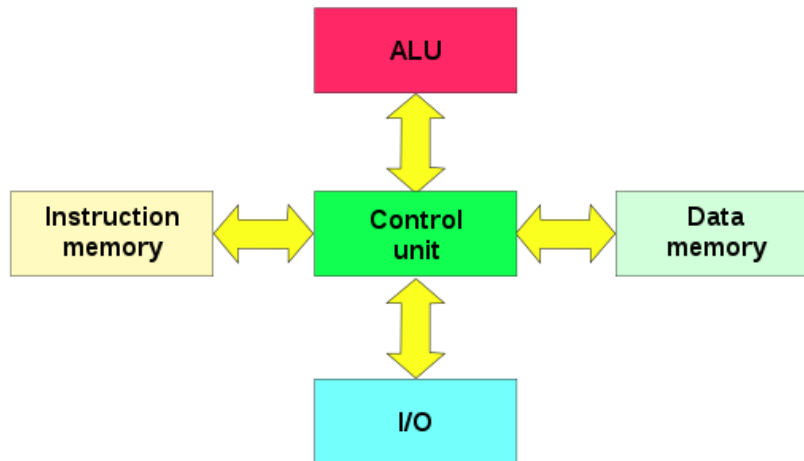 ALU
Instruction
memory
Control
unit
Data
memory
I/O